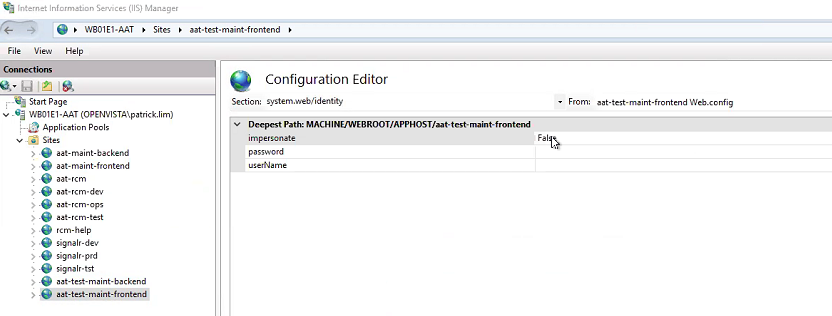 Internet Information Services (IIS) Manager
WB01E1-AAT Sites aat-test-maint-frontend
File View Help
Connections
Start Page
WB01E1-AAT (OPENVISTA\patrick.lim)
Application Pools
Sites
aat-maint-backend
aat-maint-frontend
aat-rcm
aat-rcm-dev
aat-rcm-ops
aat-rcm-test
rcm-help
signalr-dev
signalr-prd
signalr-tst
aat-test-maint-backend
aat-test-maint-frontend
Configuration Editor
Section: system.web/identity From: aat-test-maint-frontend Web.config
Deepest Path: MACHINE/WEBROOT/APPHOST/aat-test-maint-frontend
impersonate False
password
userName